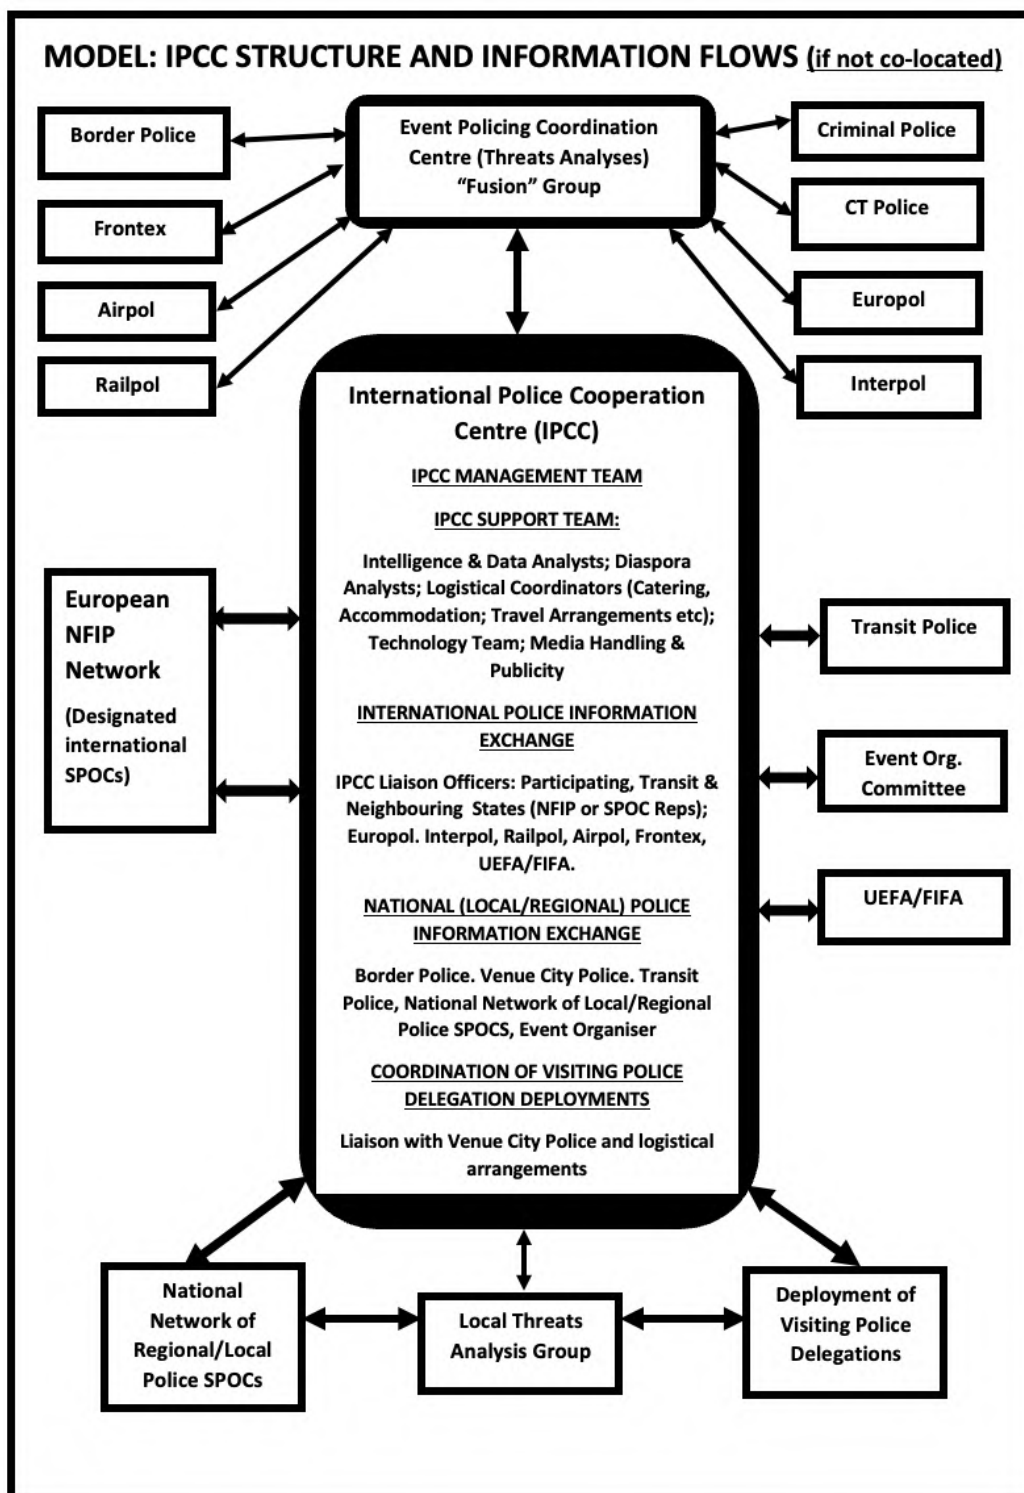 MODEL: IPCC STRUCTURE AND INFORMATION FLOWS (if not co-located)
Border Police
Frontex
Airpol
Railpol
Event Policing Coordination
Centre (Threats Analyses)
“Fusion” Group
Criminal Police
CT Police
Europol
Interpol
International Police Cooperation
Centre (IPCC)
IPCC MANAGEMENT TEAM
IPCC SUPPORT TEAM:
Intelligence & Data Analysts; Diaspora
Analysts; Logistical Coordinators (Catering,
Accommodation; Travel Arrangements etc);
Technology Team; Media Handling &
Publicity
INTERNATIONAL POLICE INFORMATION
EXCHANGE
IPCC Liaison Officers: Participating, Transit &
Neighbouring States (NFIP or SPOC Reps);
Europol. Interpol, Railpol, Airpol, Frontex,
UEFA/FIFA.
NATIONAL (LOCAL/REGIONAL) POLICE
INFORMATION EXCHANGE
Border Police. Venue City Police. Transit
Police, National Network of Local/Regional
Police SPOCS, Event Organiser
COORDINATION OF VISITING POLICE
DELEGATION DEPLOYMENTS
Liaison with Venue City Police and logistical
arrangements
European
NFIP
Network
(Designated
international
SPOCs)
Transit Police
Event Org.
Committee
UEFA/FIFA
National
Network of
Regional/Local
Police SPOCs
Local Threats
Analysis Group
Deployment of
Visiting Police
Delegations